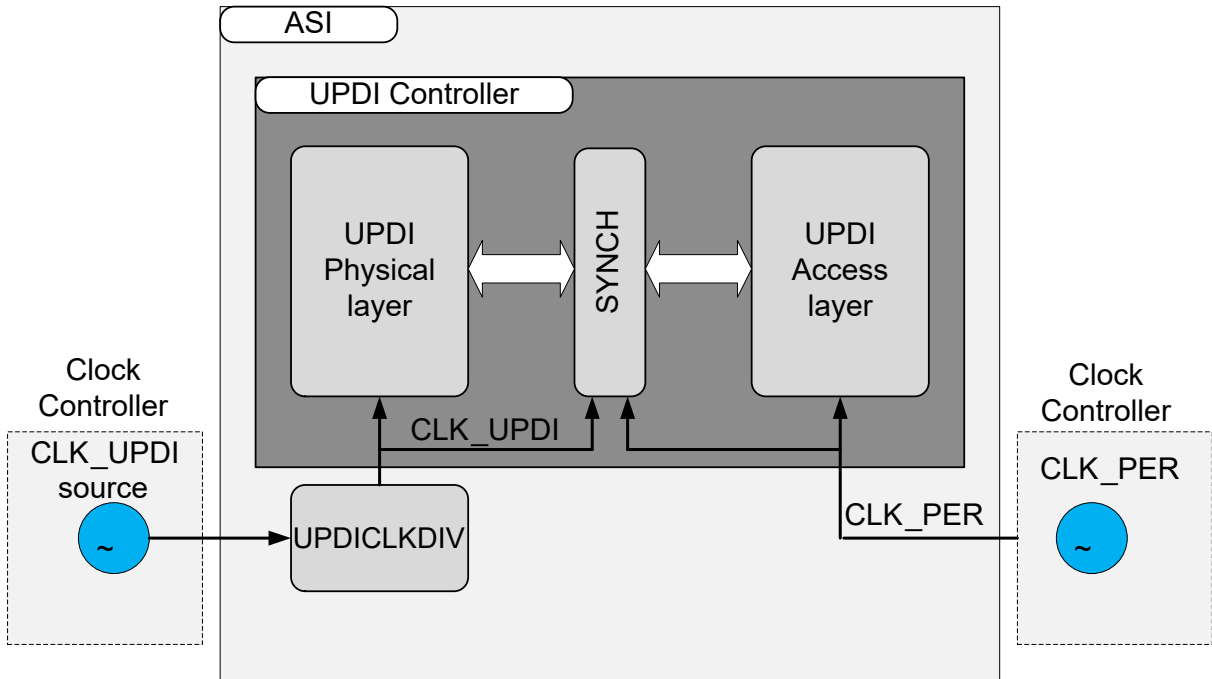 ASI
UPDI Controller
UPDI
Physical
layer
SYNCH
UPDI
Access
layer
Clock
Controller
CLK_UPDI
source
~
CLK_UPDI
UPDICLKDIV
CLK_PER
Clock
Controller
CLK_PER
~